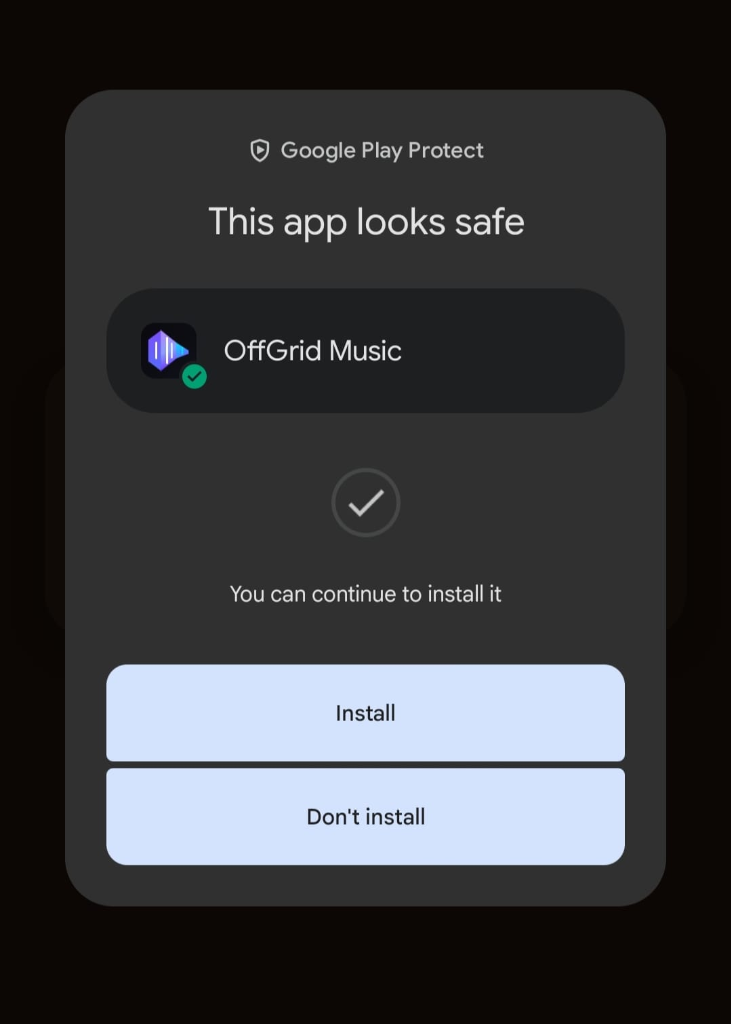 Google Play Protect
This app looks safe
OffGrid Music
You can continue to install it
Install
Don't install